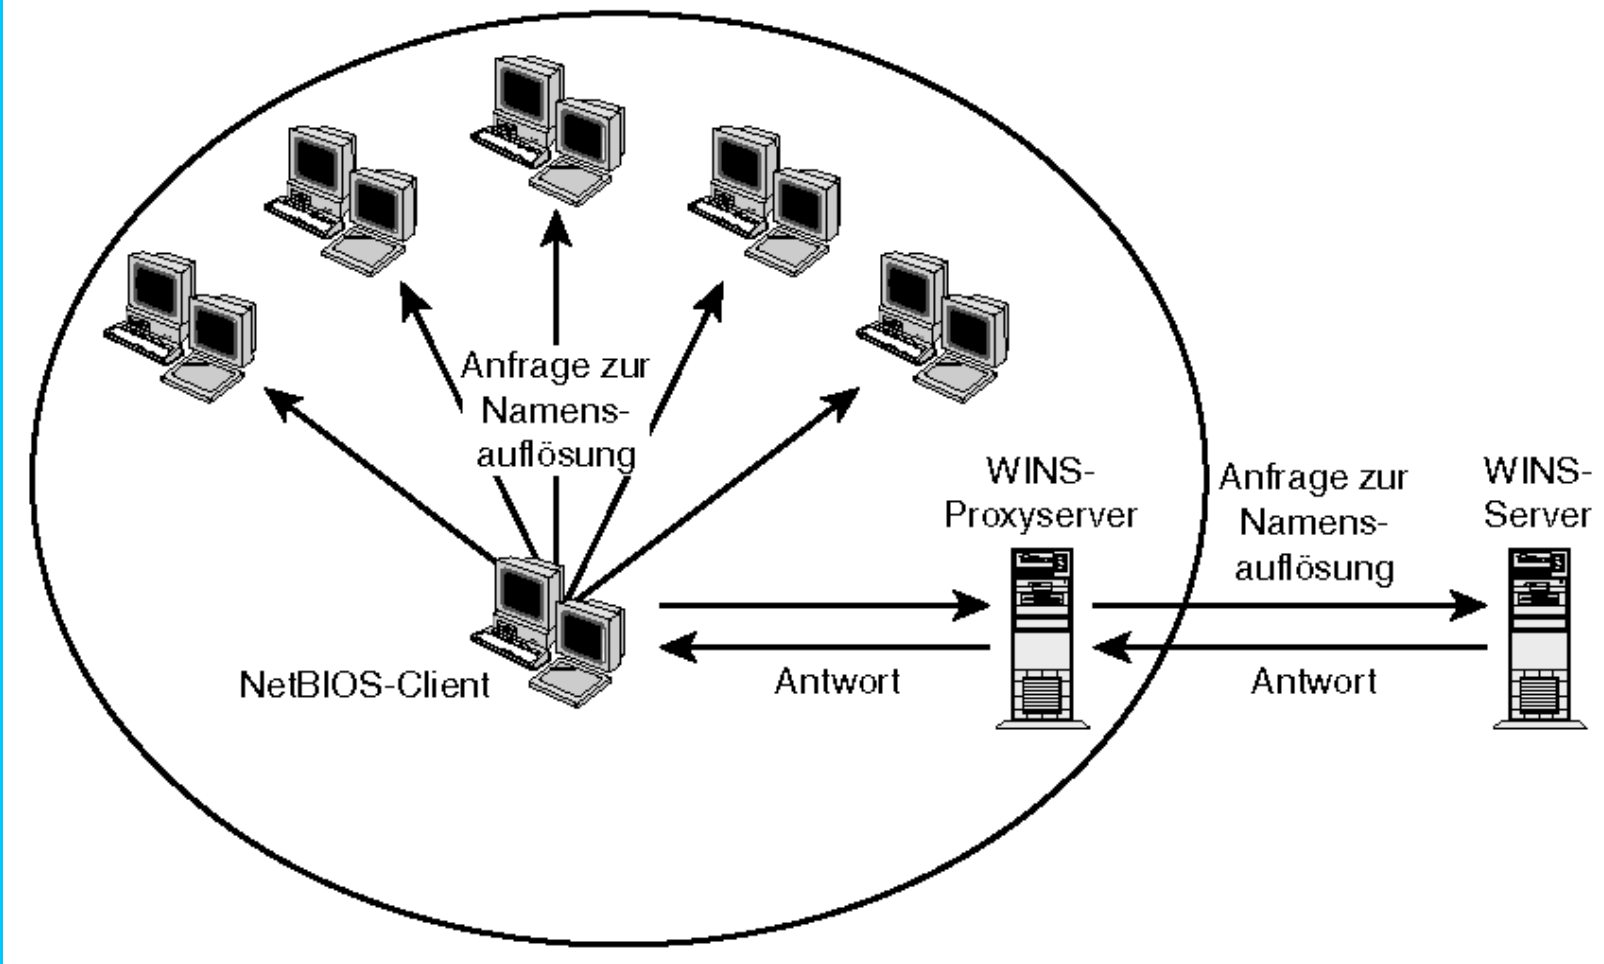 Anfrage zur
Namens-
auflösung
WINS-
Proxyserver
Anfrage zur
Namens-
auflösung
WINS-
Server
NetBIOS-Client
Antwort
Antwort